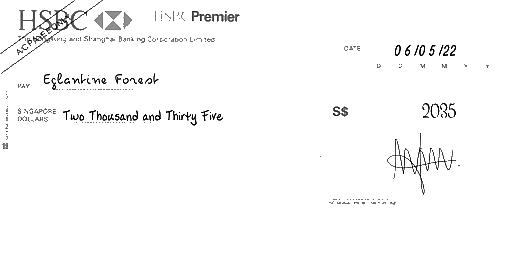 HSBC HSBC Premier
The Hongkong and Shanghai Banking Corporation Limited
A/C PAYEE ONLY
DATE 06/05/22
D D M M Y Y
PAY Eglantine Forest
SINGAPORE DOLLARS Two Thousand and Thirty Five
S$ 2035